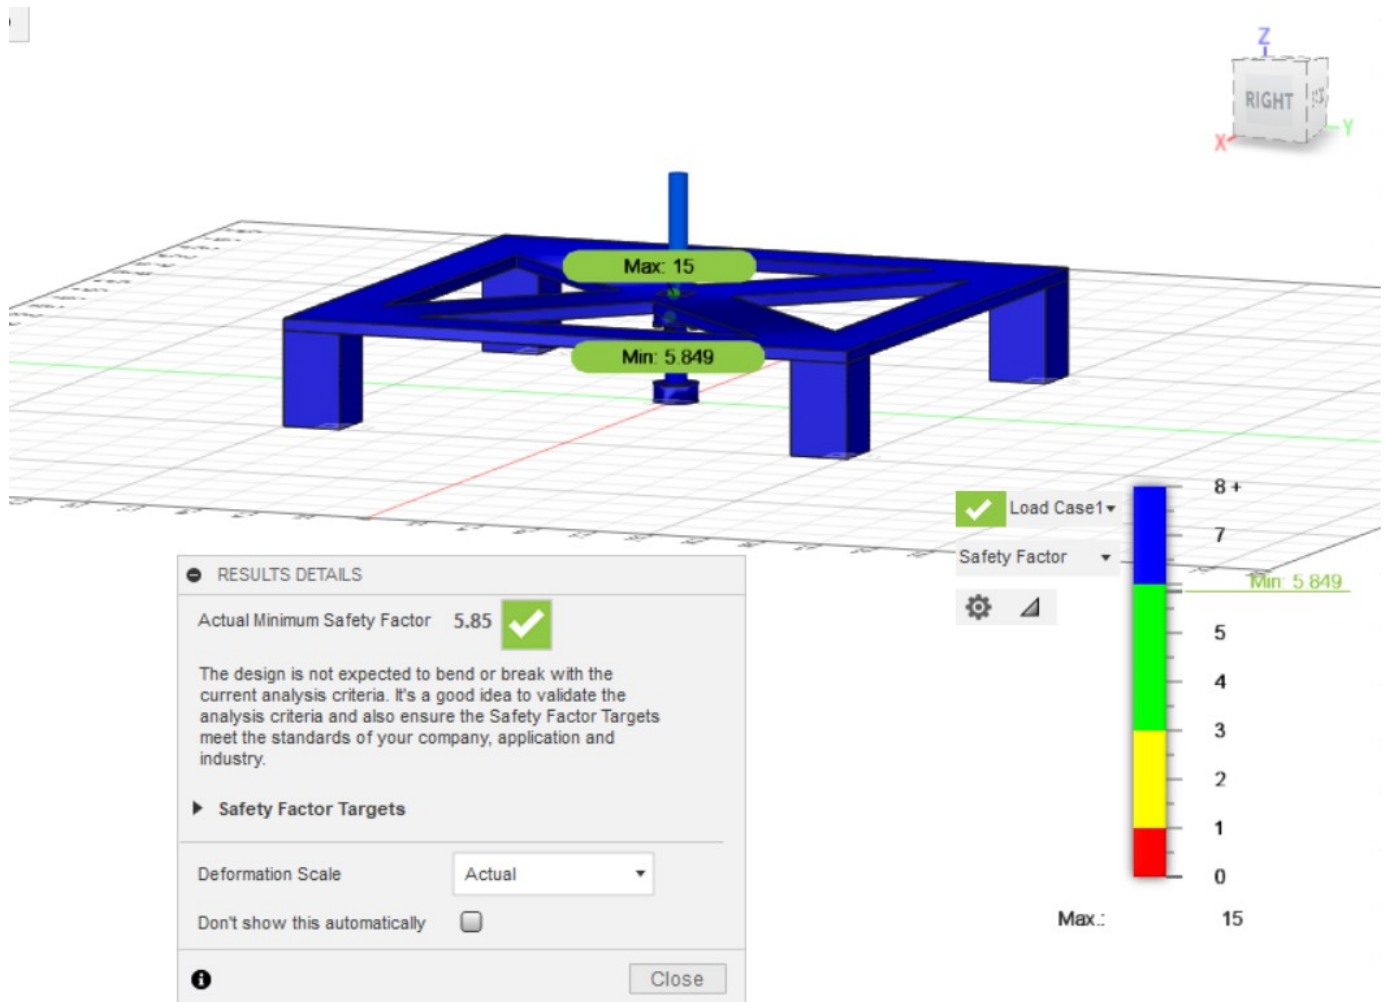 Z
RIGHT
X
Y
Max: 15
Min: 5.849
Load Case1
Safety Factor
8 +
7
Min: 5.849
5
4
3
2
1
0
Max.: 15
RESULTS DETAILS
Actual Minimum Safety Factor 5.85
The design is not expected to bend or break with the
current analysis criteria. It's a good idea to validate the
analysis criteria and also ensure the Safety Factor Targets
meet the standards of your company, application and
industry.
Safety Factor Targets
Deformation Scale Actual
Don't show this automatically
Close